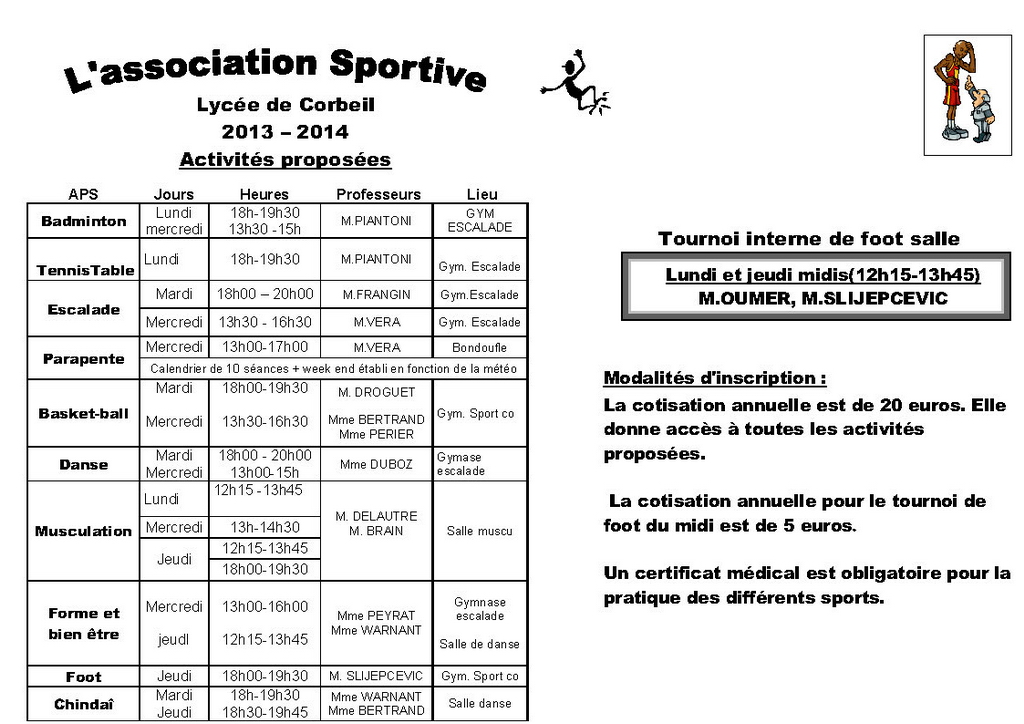 L'association Sportive
Lycée de Corbeil
2013 – 2014
Activités proposées
APS Jours Heures Professeurs Lieu
Badminton Lundi 18h-19h30 M.PIANTONI GYM
mercredi 13h30 -15h ESCALADE
TennisTable Lundi 18h-19h30 M.PIANTONI Gym. Escalade
Escalade Mardi 18h00 – 20h00 M.FRANGIN Gym.Escalade
Mercredi 13h30 - 16h30 M.VERA Gym. Escalade
Parapente Mercredi 13h00-17h00 M.VERA Bondoufle
Calendrier de 10 séances + week end établi en fonction de la météo
Basket-ball Mardi 18h00-19h30 M. DROGUET Gym. Sport co
Mercredi 13h30-16h30 Mme BERTRAND
Mme PERIER
Danse Mardi 18h00 - 20h00 Mme DUBOZ Gymase
Mercredi 13h00-15h escalade
Musculation Lundi 12h15 -13h45 M. DELAUTRE Salle muscu
M. BRAIN
Mercredi 13h-14h30
Jeudi 12h15-13h45
18h00-19h30
Forme et bien être Mercredi 13h00-16h00 Mme PEYRAT Gymnase
Mme WARNANT escalade
jeudI 12h15-13h45 Salle de danse
Foot Jeudi 18h00-19h30 M. SLIJEPCEVIC Gym. Sport co
Chindaî Mardi 18h-19h30 Mme WARNANT Salle danse
Jeudi 18h30-19h45 Mme BERTRAND
Tournoi interne de foot salle
Lundi et jeudi midis(12h15-13h45)
M.OUMER, M.SLIJEPCEVIC
Modalités d'inscription :
La cotisation annuelle est de 20 euros. Elle
donne accès à toutes les activités
proposées.
La cotisation annuelle pour le tournoi de
foot du midi est de 5 euros.
Un certificat médical est obligatoire pour la
pratique des différents sports.